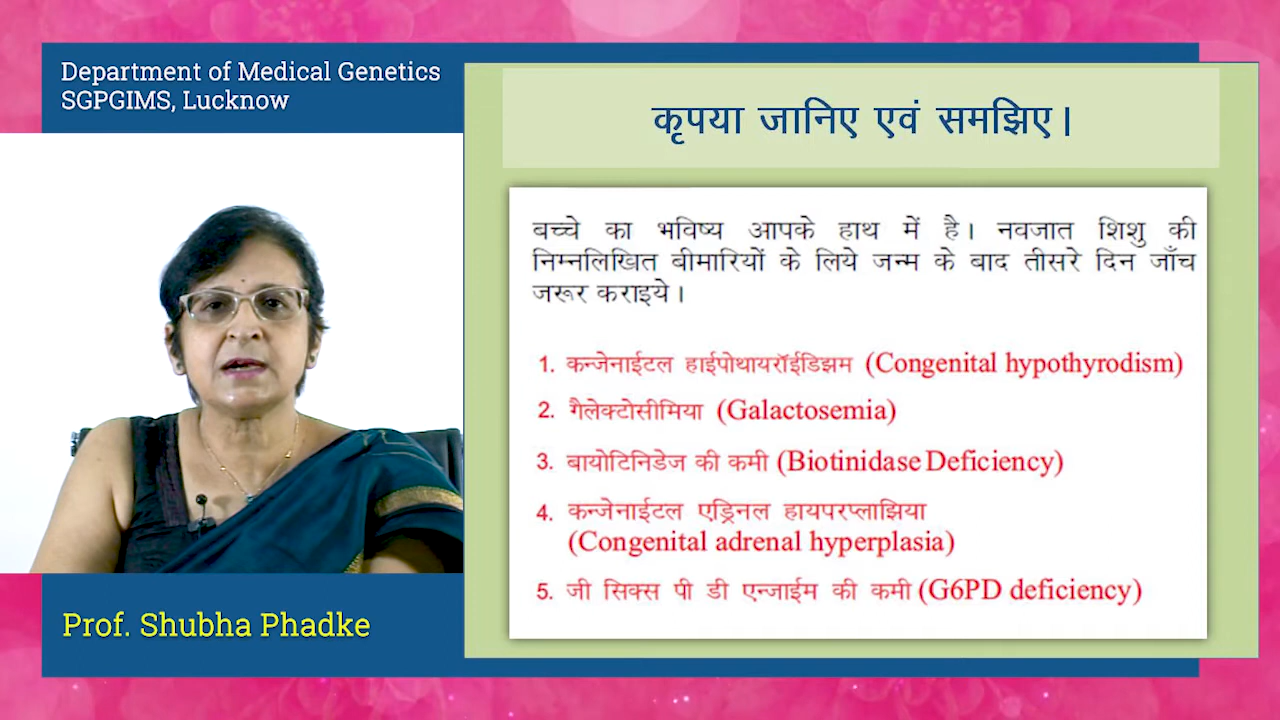 Department of Medical Genetics
SGPGIMS, Lucknow
कृपया जानिए एवं समझिए।
बच्चे का भविष्य आपके हाथ में है। नवजात शिशु की
निम्नलिखित बीमारियों के लिये जन्म के बाद तीसरे दिन जाँच
जरूर कराइये।
1. कन्जेनाईटल हाईपोथायरॉईडिझम (Congenital hypothyrodism)
2. गैलेक्टोसीमिया (Galactosemia)
3. बायोटिनिडेज की कमी (Biotinidase Deficiency)
4. कन्जेनाईटल एड्रिनल हायपरप्लाझिया
(Congenital adrenal hyperplasia)
5. जी सिक्स पी डी एन्जाईम की कमी (G6PD deficiency)
Prof. Shubha Phadke